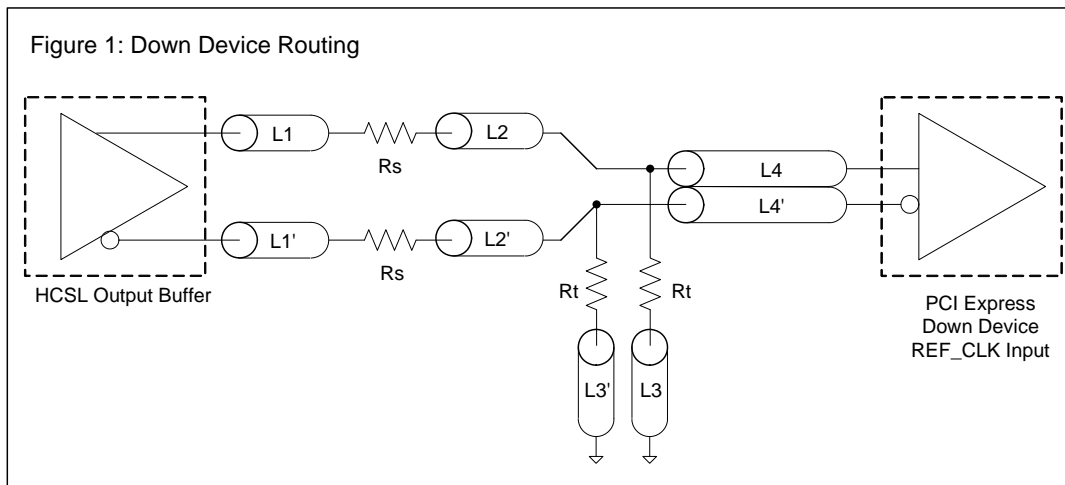 Figure 1: Down Device Routing
L1
Rs
L2
L4
L4'
L1'
Rs
L2'
HCSL Output Buffer
Rt
Rt
L3'
L3
PCI Express
Down Device
REF_CLK Input